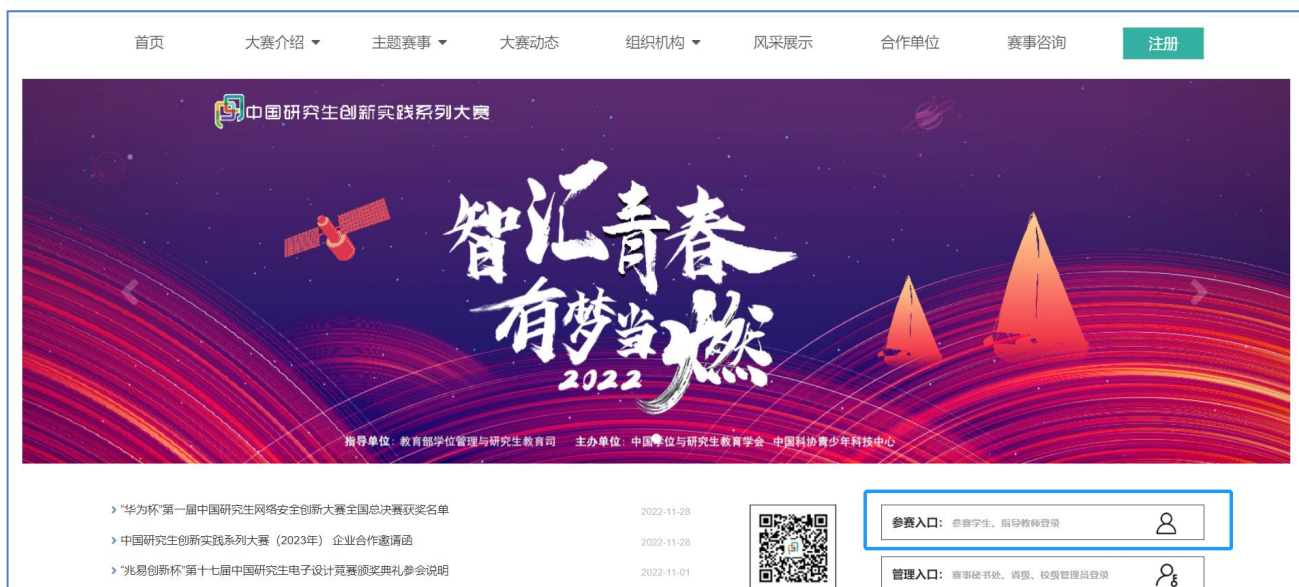 首页 大赛介绍 主题赛事 大赛动态 组织机构 风采展示 合作单位 赛事咨询 注册
中国研究生创新实践系列大赛
智汇青春
有梦当燃
2022
指导单位：教育部学位管理与研究生教育司 主办单位：中国学位与研究生教育学会 中国科协青少年科技中心
“华为杯”第一届中国研究生网络安全创新大赛全国总决赛获奖名单 2022-11-28
参赛入口：参赛学生、指导教师登录
中国研究生创新实践系列大赛（2023年） 企业合作邀请函 2022-11-28
“兆易创新杯”第十七届中国研究生电子设计竞赛颁奖典礼参会说明 2022-11-01
管理入口：赛事秘书处、省级、校级管理员登录